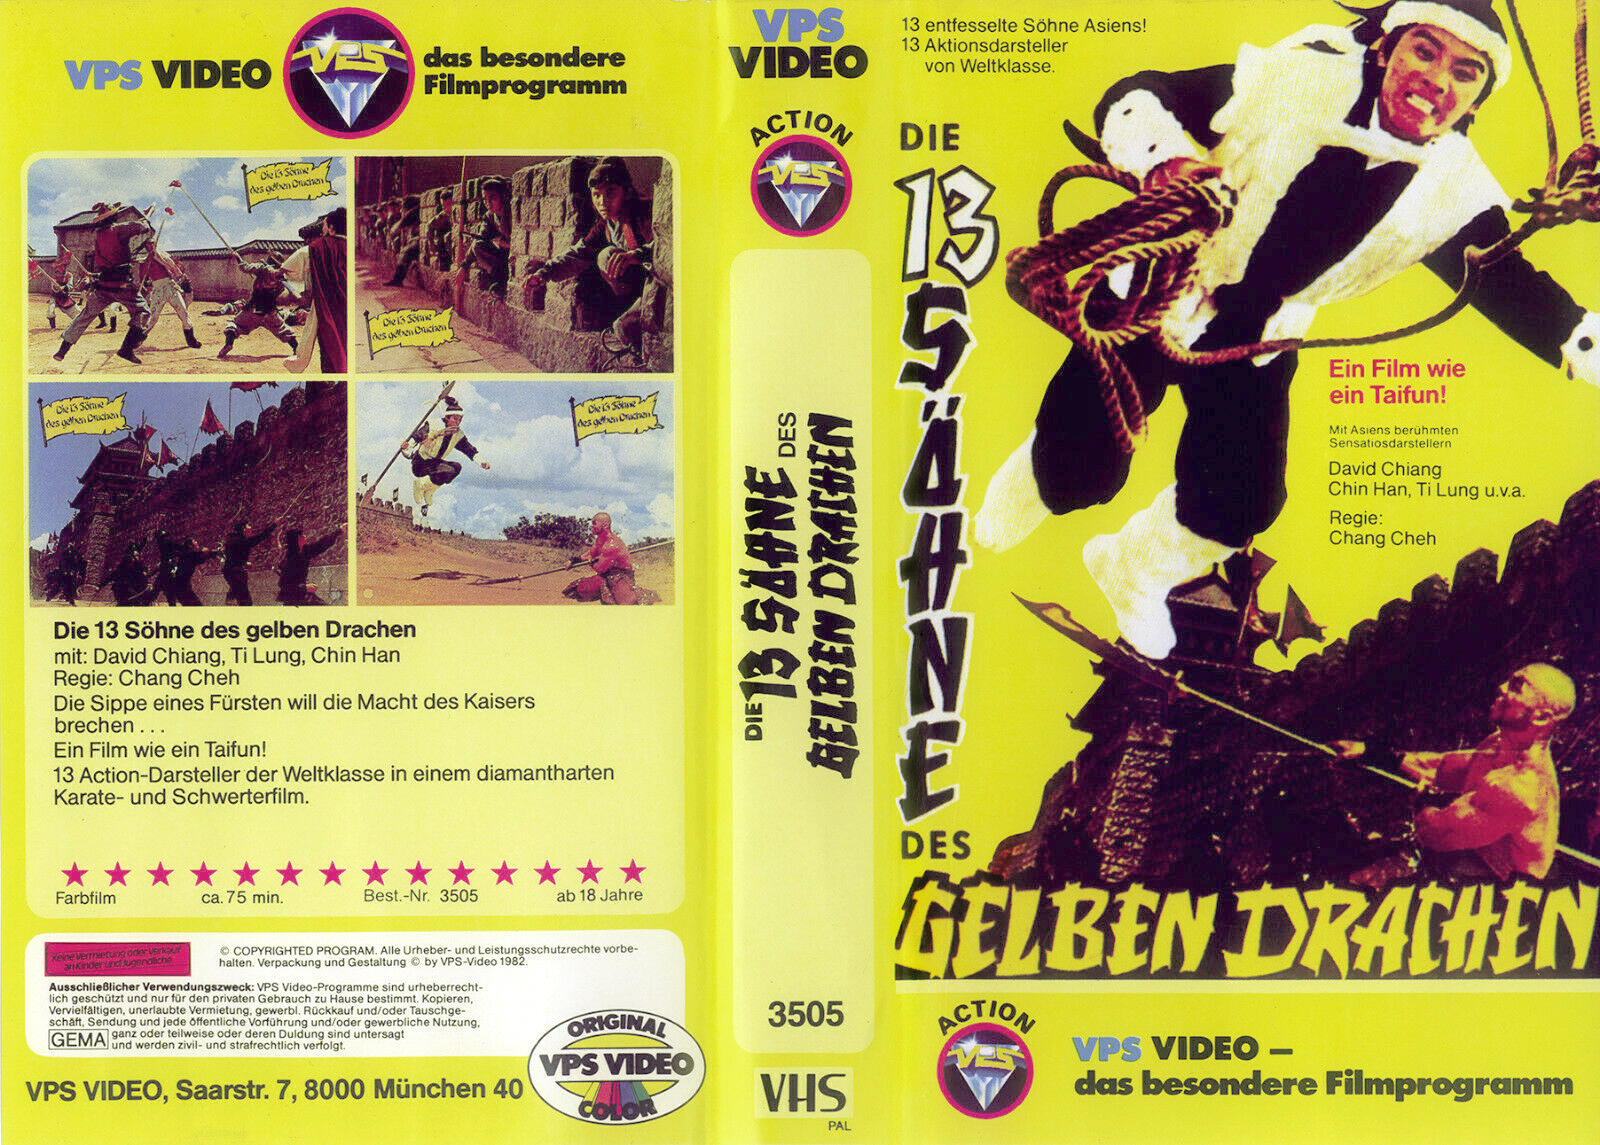 VPS VIDEO
VPS
das besondere
Filmprogramm
Die 13 Söhne
des gelben Drachen
Die 13 Söhne
des gelben Drachen
Die 13 Söhne
des gelben Drachen
Die 13 Söhne
des gelben Drachen
Die 13 Söhne des gelben Drachen
mit: David Chiang, Ti Lung, Chin Han
Regie: Chang Cheh
Die Sippe eines Fürsten will die Macht des Kaisers
brechen . . .
Ein Film wie ein Taifun!
13 Action-Darsteller der Weltklasse in einem diamantharten
Karate- und Schwerterfilm.
Farbfilm ca. 75 min. Best.-Nr. 3505 ab 18 Jahre
Keine Vermietung oder Verkauf
an Kinder und Jugendliche
© COPYRIGHTED PROGRAM. Alle Urheber- und Leistungsschutzrechte vorbe-
halten. Verpackung und Gestaltung © by VPS-Video 1982.
Ausschließlicher Verwendungszweck: VPS Video-Programme sind urheberrecht-
lich geschützt und nur für den privaten Gebrauch zu Hause bestimmt. Kopieren,
Vervielfältigen, unerlaubte Vermietung, gewerbl. Rückkauf und/oder Tauschge-
schäft, Sendung und jede öffentliche Vorführung und/oder gewerbliche Nutzung,
GEMA ganz oder teilweise oder deren Duldung sind untersagt
und werden zivil- und strafrechtlich verfolgt.
ORIGINAL
VPS VIDEO
COLOR
VPS VIDEO, Saarstr. 7, 8000 München 40
VPS
VIDEO
ACTION
VPS
DIE 13 SÖHNE DES
GELBEN DRACHEN
3505
VHS
PAL
13 entfesselte Söhne Asiens!
13 Aktionsdarsteller
von Weltklasse.
DIE
13
SÖHNE
DES
GELBEN DRACHEN
Ein Film wie
ein Taifun!
Mit Asiens berühmten
Sensatiosdarstellern
David Chiang
Chin Han, Ti Lung u.v.a.
Regie:
Chang Cheh
ACTION
VPS
VPS VIDEO –
das besondere Filmprogramm